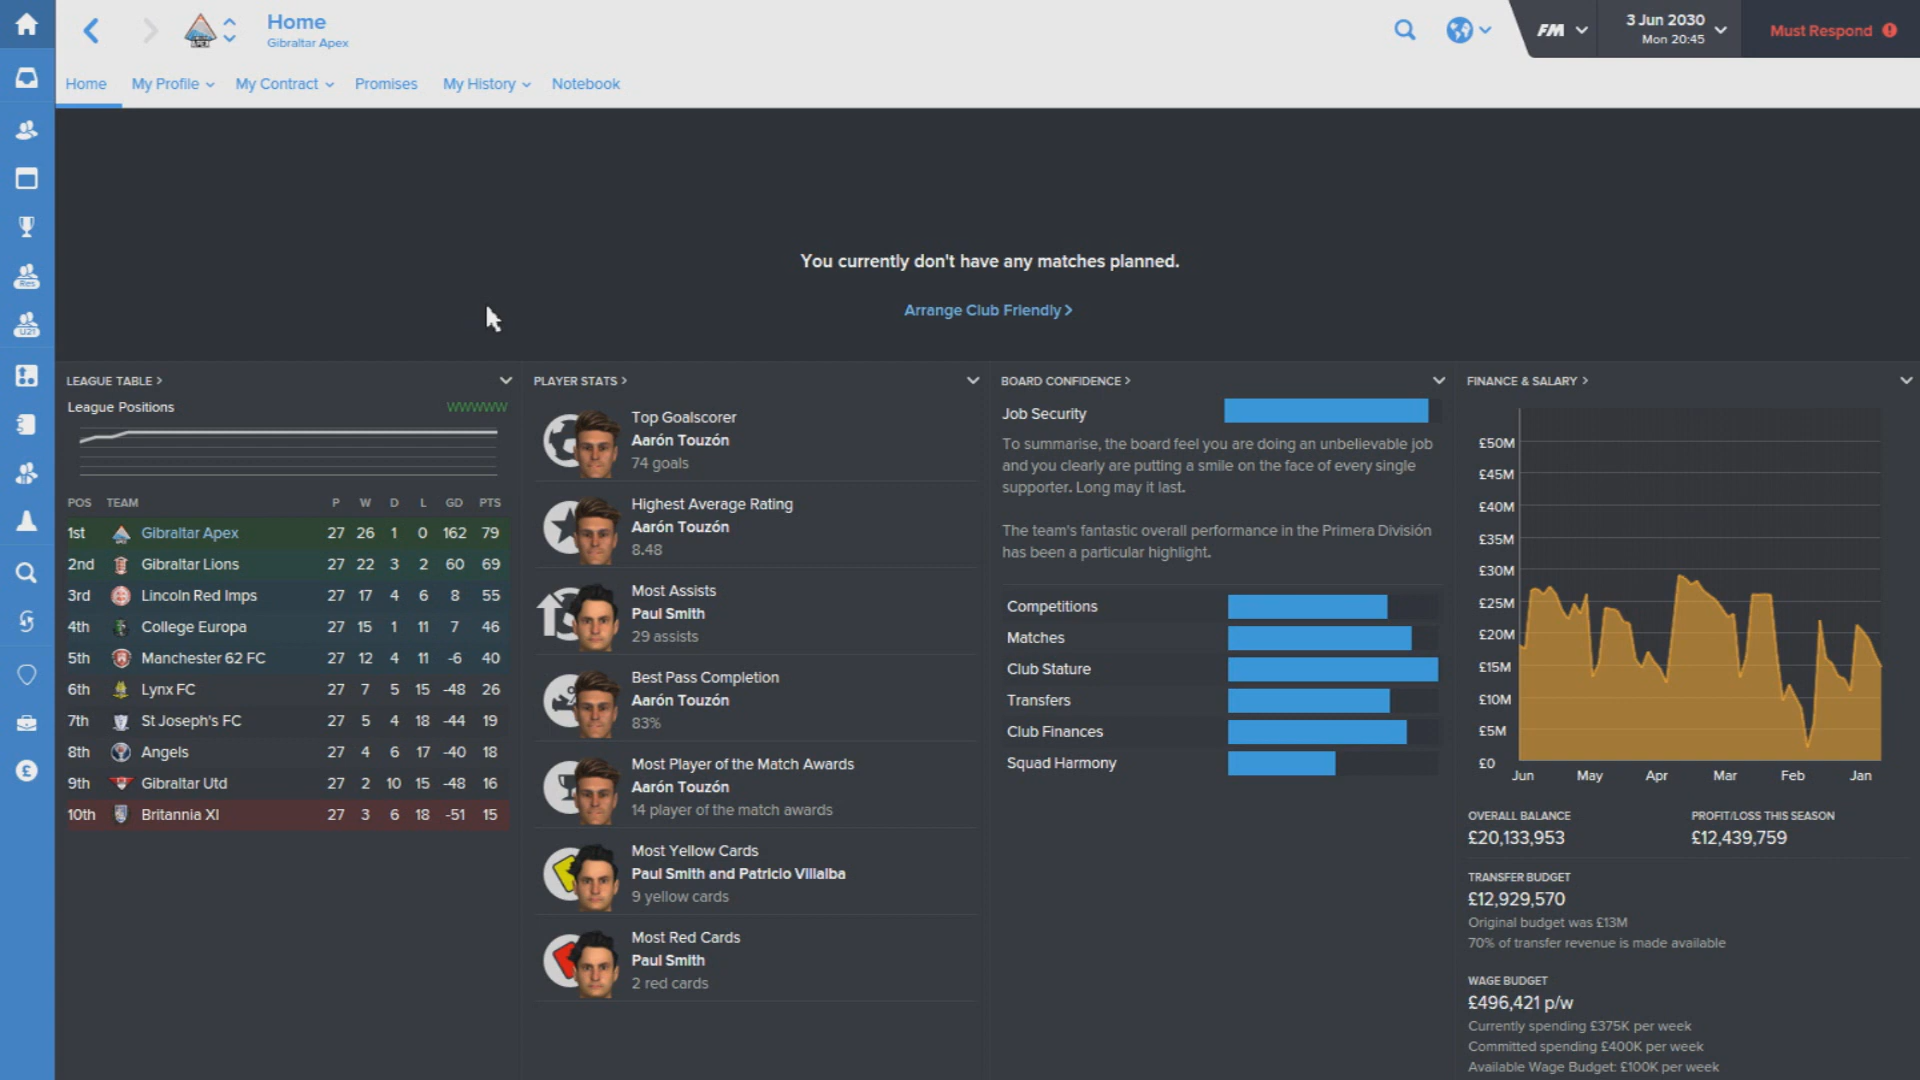 Home
Gibraltar Apex
FM
3 Jun 2030
Mon 20:45
Must Respond
Home
My Profile
My Contract
Promises
My History
Notebook
Res
U21
You currently don't have any matches planned.
Arrange Club Friendly >
LEAGUE TABLE >
League Positions WWWWW
POS TEAM P W D L GD PTS
1st Gibraltar Apex 27 26 1 0 162 79
2nd Gibraltar Lions 27 22 3 2 60 69
3rd Lincoln Red Imps 27 17 4 6 8 55
4th College Europa 27 15 1 11 7 46
5th Manchester 62 FC 27 12 4 11 -6 40
6th Lynx FC 27 7 5 15 -48 26
7th St Joseph's FC 27 5 4 18 -44 19
8th Angels 27 4 6 17 -40 18
9th Gibraltar Utd 27 2 10 15 -48 16
10th Britannia XI 27 3 6 18 -51 15
PLAYER STATS >
Top Goalscorer
Aarón Touzón
74 goals
Highest Average Rating
Aarón Touzón
8.48
Most Assists
Paul Smith
29 assists
Best Pass Completion
Aarón Touzón
83%
Most Player of the Match Awards
Aarón Touzón
14 player of the match awards
Most Yellow Cards
Paul Smith and Patricio Villalba
9 yellow cards
Most Red Cards
Paul Smith
2 red cards
BOARD CONFIDENCE >
Job Security
To summarise, the board feel you are doing an unbelievable job
and you clearly are putting a smile on the face of every single
supporter. Long may it last.
The team's fantastic overall performance in the Primera División
has been a particular highlight.
Competitions
Matches
Club Stature
Transfers
Club Finances
Squad Harmony
FINANCE & SALARY >
£50M
£45M
£40M
£35M
£30M
£25M
£20M
£15M
£10M
£5M
£0
Jun May Apr Mar Feb Jan
OVERALL BALANCE
£20,133,953
PROFIT/LOSS THIS SEASON
£12,439,759
TRANSFER BUDGET
£12,929,570
Original budget was £13M
70% of transfer revenue is made available
WAGE BUDGET
£496,421 p/w
Currently spending £375K per week
Committed spending £400K per week
Available Wage Budget: £100K per week